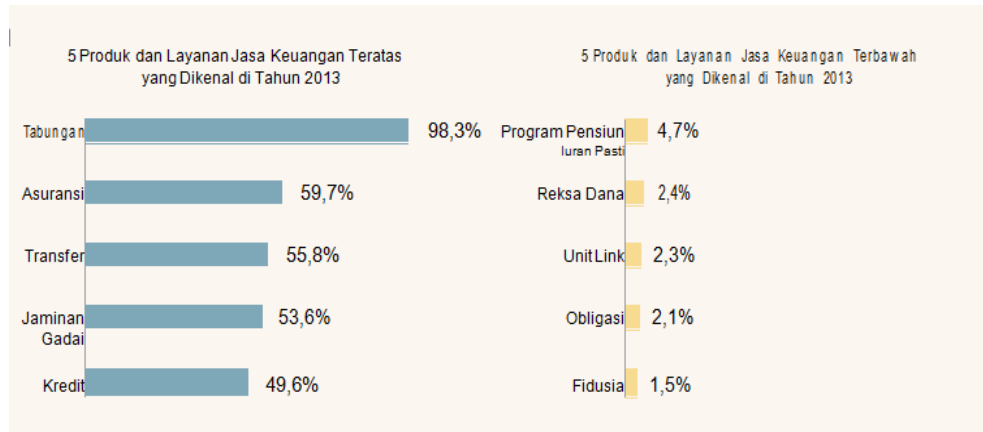 5 Produk dan Layanan Jasa Keuangan Teratas
yang Dikenal di Tahun 2013
Tabungan 98,3%
Asuransi 59,7%
Transfer 55,8%
Jaminan 53,6%
Gadai
Kredit 49,6%
5 Produk dan Layanan Jasa Keuangan Terbawah
yang Dikenal di Tahun 2013
Program Pensiun 4,7%
Iuran Pasti
Reksa Dana 2,4%
Unit Link 2,3%
Obligasi 2,1%
Fidusia 1,5%